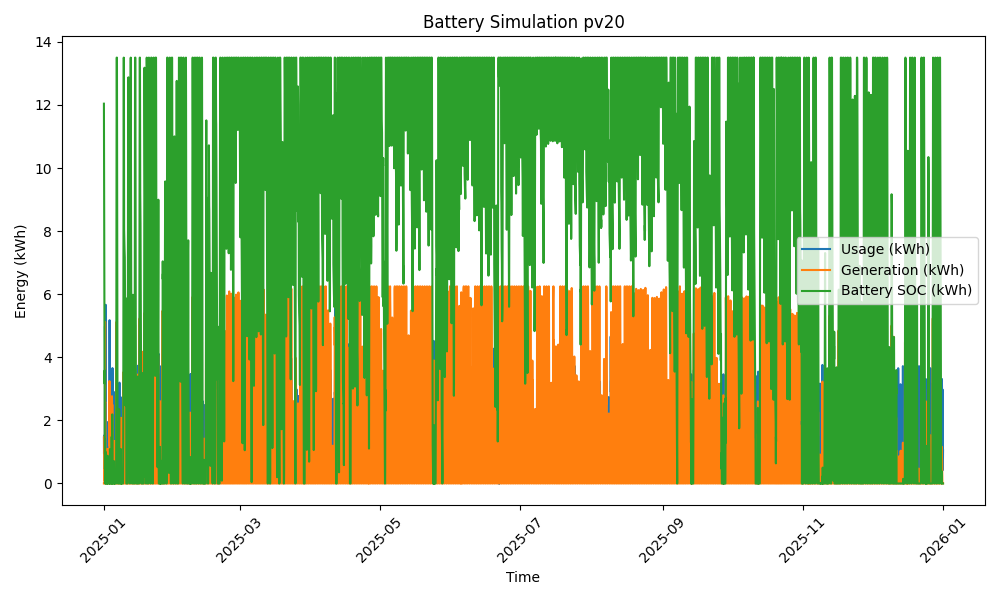 Battery Simulation pv20
Energy (kWh)
14
12
10
8
6
4
2
0
Usage (kWh)
Generation (kWh)
Battery SOC (kWh)
2025-01
2025-03
2025-05
2025-07
2025-09
2025-11
2026-01
Time